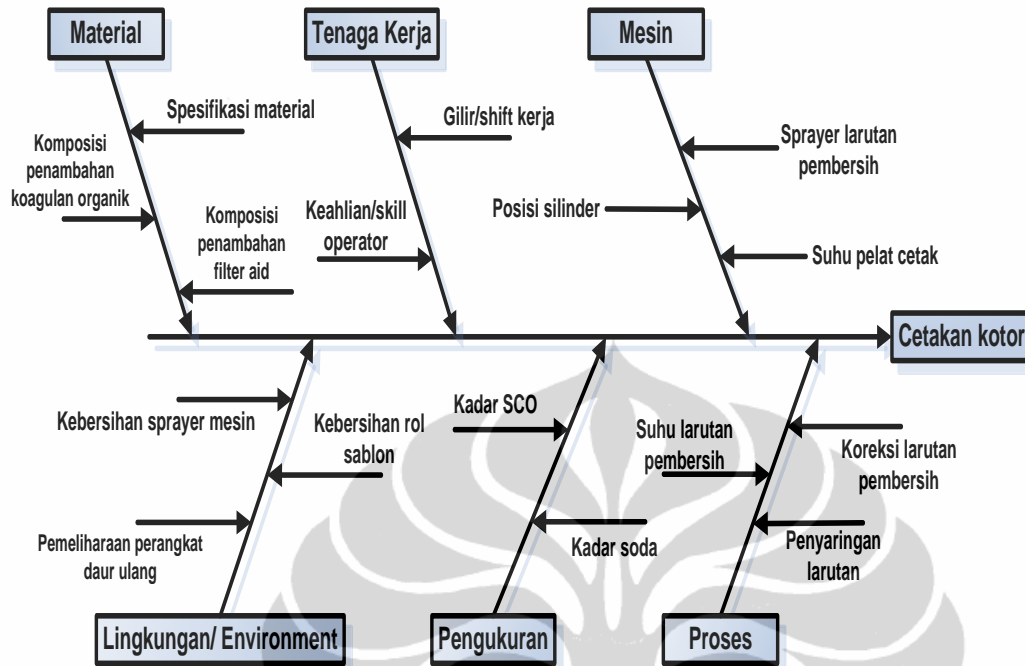 Material
Tenaga Kerja
Mesin
Spesifikasi material
Komposisi
penambahan
koagulan organik
Komposisi
penambahan
filter aid
Gilir/shift kerja
Keahlian/skill
operator
Sprayer larutan
pembersih
Posisi silinder
Suhu pelat cetak
Cetakan kotor
Kebersihan sprayer mesin
Kebersihan rol
sablon
Pemeliharaan perangkat
daur ulang
Kadar SCO
Kadar soda
Suhu larutan
pembersih
Koreksi larutan
pembersih
Penyaringan
larutan
Lingkungan/ Environment
Pengukuran
Proses